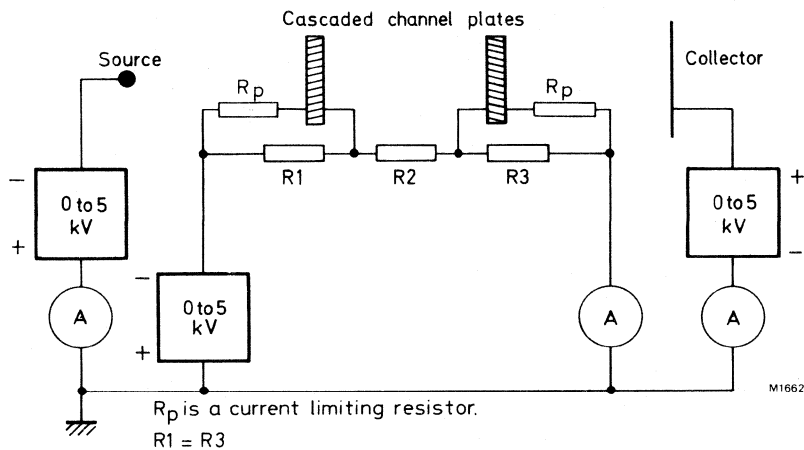 Cascaded channel plates
Source
Collector
Rp
Rp
R1
R2
R3
−
0 to 5
kV
+
−
0 to 5
kV
+
+
0 to 5
kV
−
A
A
A
M1662
Rp is a current limiting resistor.
R1 = R3